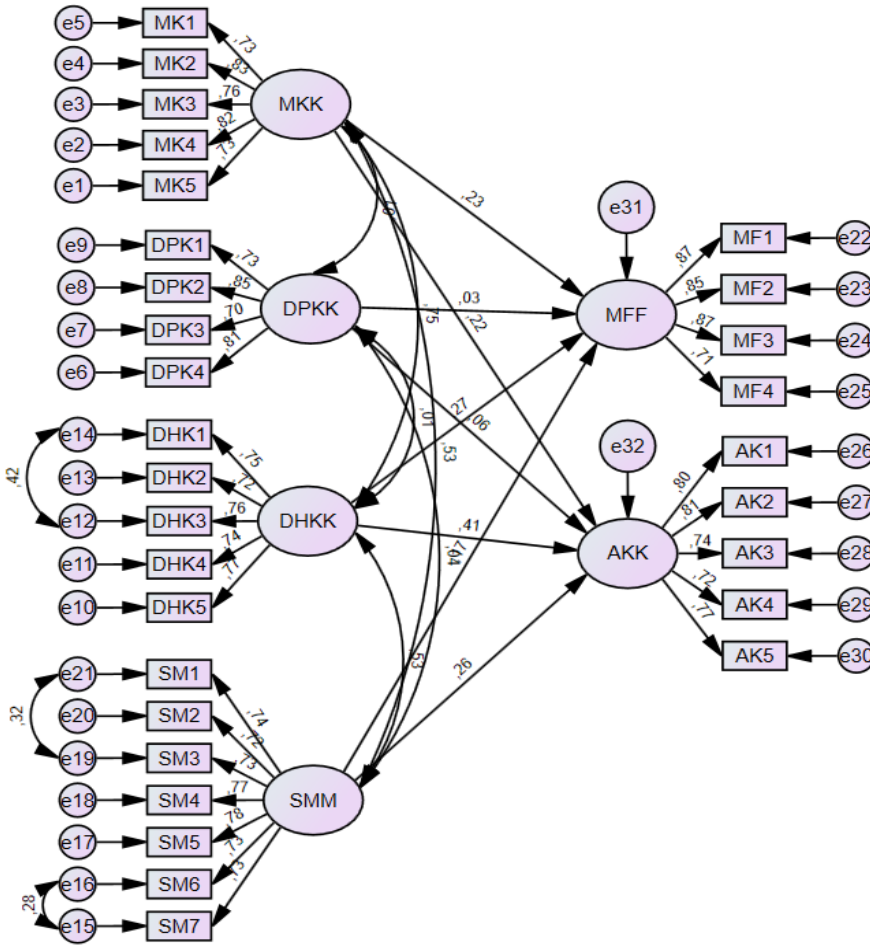 e5 MK1 ,73
e4 MK2 ,83
e3 MK3 ,76
e2 MK4 ,82
e1 MK5 ,73
MKK
e9 DPK1 ,73
e8 DPK2 ,85
e7 DPK3 ,70
e6 DPK4 ,81
DPKK
e14 DHK1 ,75
e13 DHK2 ,72
e12 DHK3 ,76
e11 DHK4 ,74
e10 DHK5 ,77
,42
DHKK
e21 SM1 ,74
e20 SM2 ,72
e19 SM3 ,73
e18 SM4 ,77
e17 SM5 ,78
e16 SM6 ,73
e15 SM7 ,73
,32
,28
SMM
,75
,01
,53
,53
,23
,03
,22
,27
,06
,41
,26
e31
MFF
,87 MF1 e22
,85 MF2 e23
,87 MF3 e24
,71 MF4 e25
e32
AKK
,80 AK1 e26
,81 AK2 e27
,74 AK3 e28
,72 AK4 e29
,77 AK5 e30